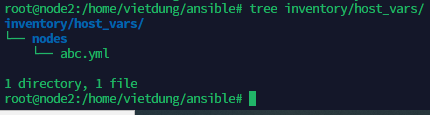 root@node2:/home/vietdung/ansible# tree inventory/host_vars/
inventory/host_vars/
└── nodes
    └── abc.yml

1 directory, 1 file
root@node2:/home/vietdung/ansible#